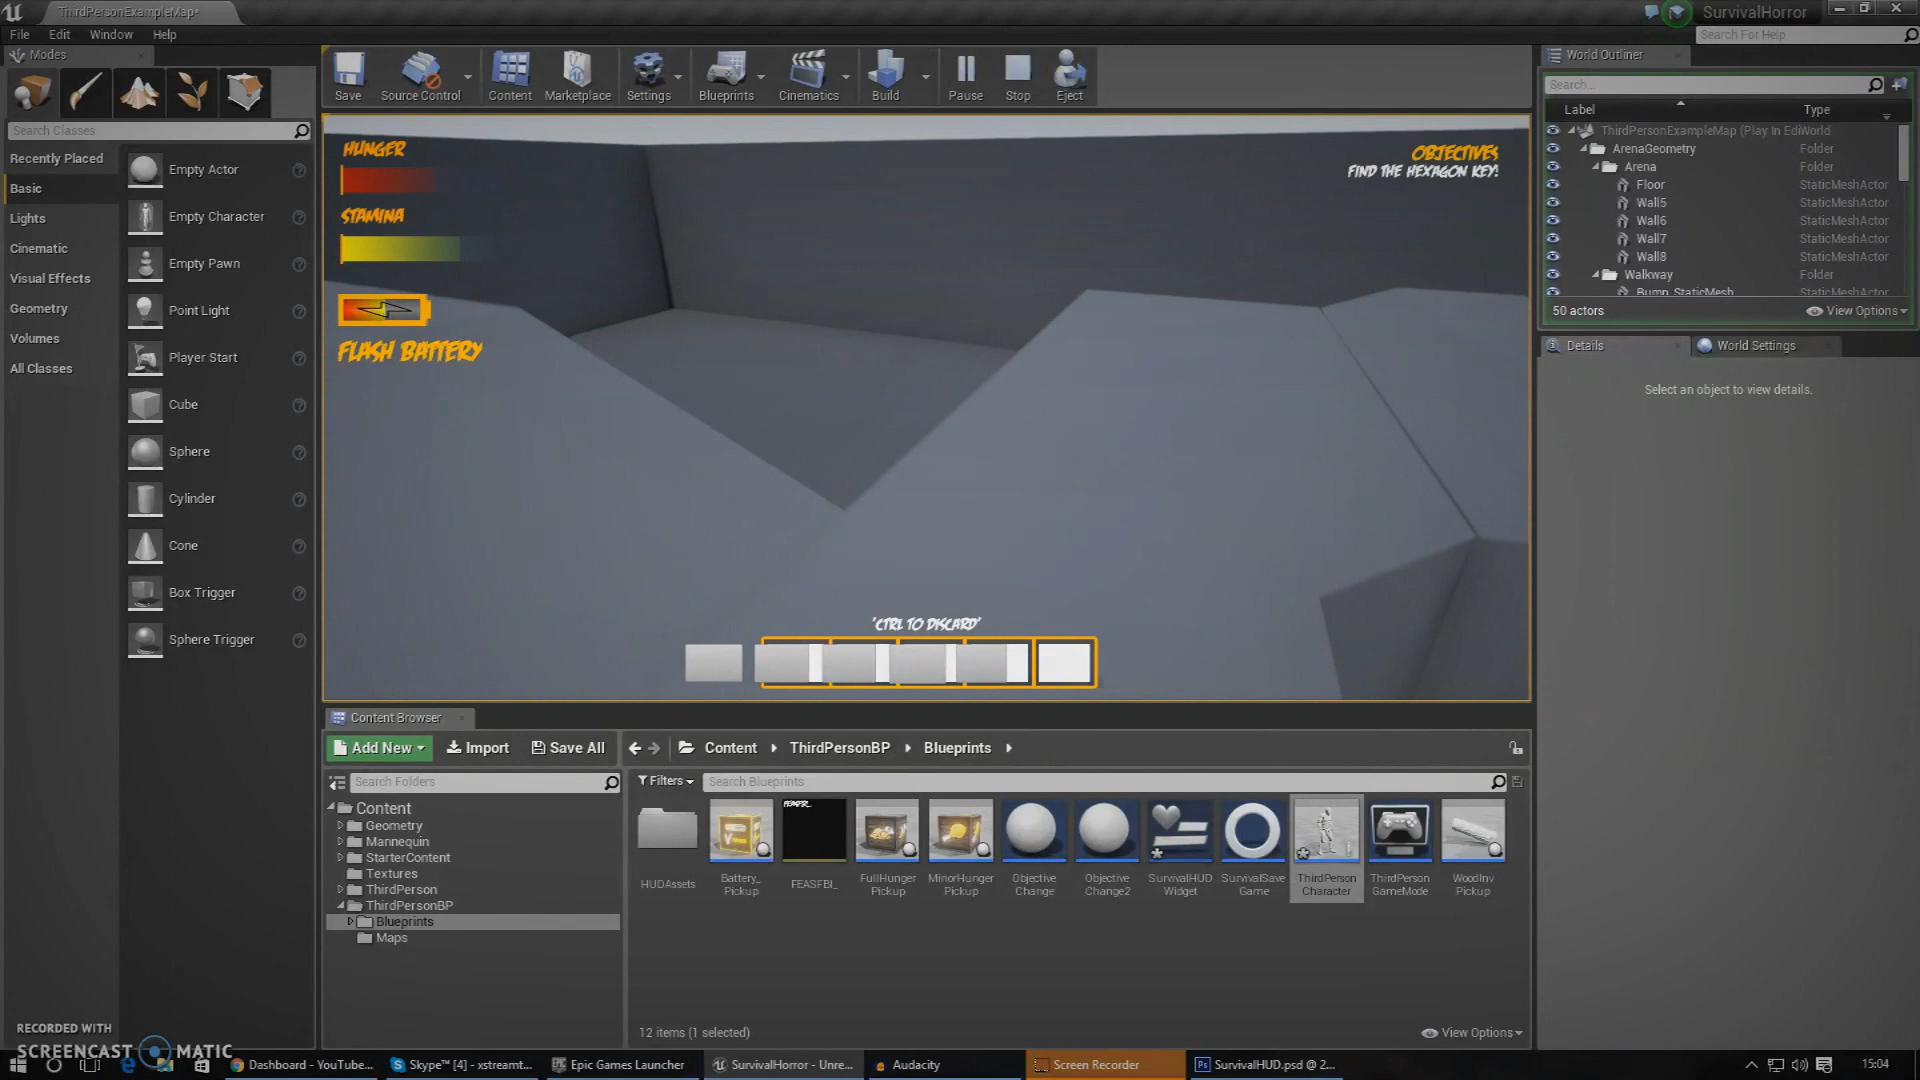 ThirdPersonExampleMap*
SurvivalHorror
File Edit Window Help
Search For Help
Modes
Save
Source Control
Content
Marketplace
Settings
Blueprints
Cinematics
Build
Pause
Stop
Eject
Search Classes
Recently Placed
Basic
Lights
Cinematic
Visual Effects
Geometry
Volumes
All Classes
Empty Actor
Empty Character
Empty Pawn
Point Light
Player Start
Cube
Sphere
Cylinder
Cone
Box Trigger
Sphere Trigger
HUNGER
STAMINA
FLASH BATTERY
OBJECTIVES
FIND THE HEXAGON KEY!
'CTRL TO DISCARD'
World Outliner
Search...
Label Type
ThirdPersonExampleMap (Play In Edi World
ArenaGeometry Folder
Arena Folder
Floor StaticMeshActor
Wall5 StaticMeshActor
Wall6 StaticMeshActor
Wall7 StaticMeshActor
Wall8 StaticMeshActor
Walkway Folder
Bump_StaticMesh StaticMeshActor
50 actors View Options
Details World Settings
Select an object to view details.
Content Browser
Add New Import Save All
Content ThirdPersonBP Blueprints
Search Folders
Filters Search Blueprints
Content
Geometry
Mannequin
StarterContent
Textures
ThirdPerson
ThirdPersonBP
Blueprints
Maps
HUDAssets
Battery_
Pickup
FEASFBI_
FullHunger
Pickup
MinorHunger
Pickup
Objective
Change
Objective
Change2
SurvivalHUD
Widget
SurvivalSave
Game
ThirdPerson
Character
ThirdPerson
GameMode
WoodInv
Pickup
12 items (1 selected) View Options
RECORDED WITH
SCREENCAST MATIC
Dashboard - YouTube...
Skype™ [4] - xstreamt...
Epic Games Launcher
SurvivalHorror - Unre...
Audacity
Screen Recorder
SurvivalHUD.psd @ 2...
15:04